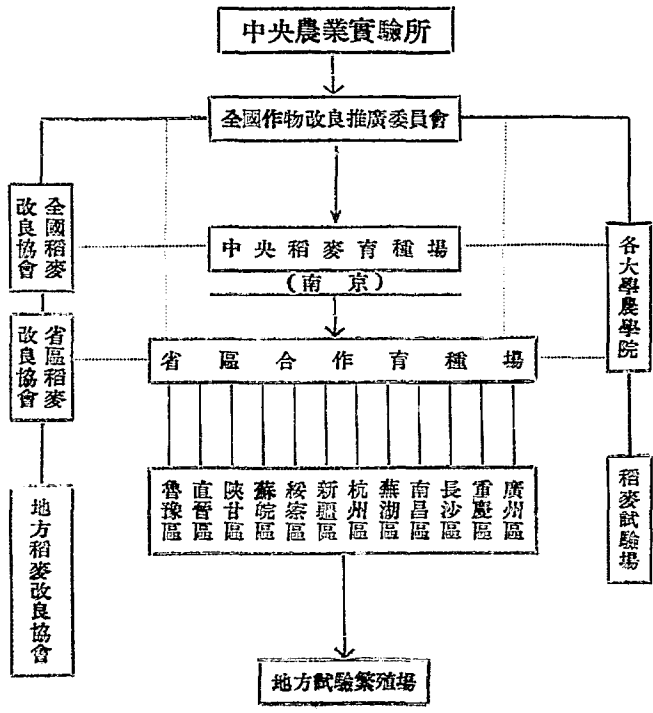 中央農業實驗所
全國作物改良推廣委員會
全國稻麥
改良協會
中央稻麥育種場
(南京)
各大學農學院
省區稻麥
改良協會
省區合作育種場
魯豫區
直晉區
陝甘區
蘇皖區
綏察區
新疆區
杭州區
蕪湖區
南昌區
長沙區
重慶區
廣州區
稻麥試驗場
地方稻麥改良協會
地方試驗繁殖場